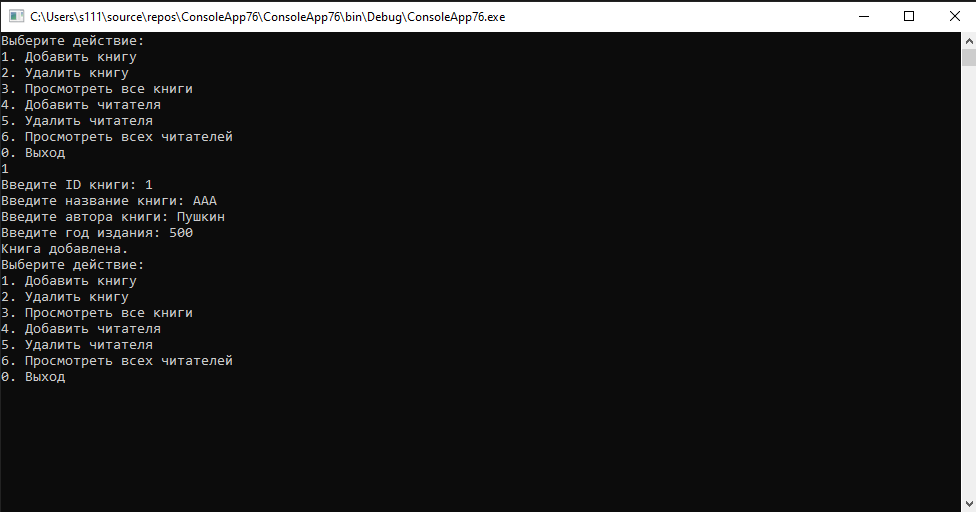 C:\Users\s111\source\repos\ConsoleApp76\ConsoleApp76\bin\Debug\ConsoleApp76.exe
Выберите действие:
1. Добавить книгу
2. Удалить книгу
3. Просмотреть все книги
4. Добавить читателя
5. Удалить читателя
6. Просмотреть всех читателей
0. Выход
1
Введите ID книги: 1
Введите название книги: ААА
Введите автора книги: Пушкин
Введите год издания: 500
Книга добавлена.
Выберите действие:
1. Добавить книгу
2. Удалить книгу
3. Просмотреть все книги
4. Добавить читателя
5. Удалить читателя
6. Просмотреть всех читателей
0. Выход